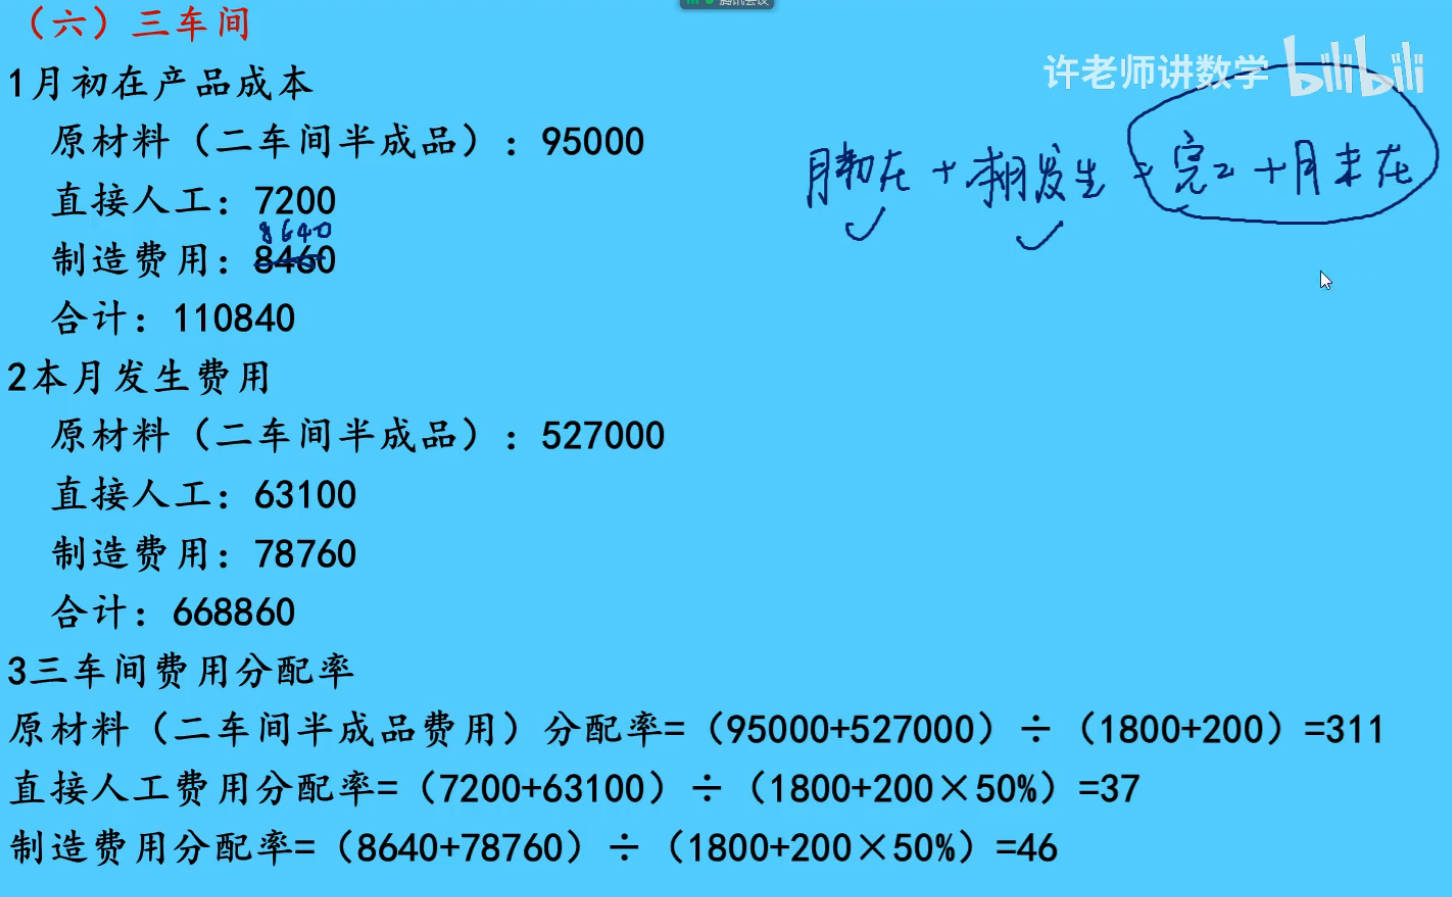 腾讯会议
（六）三车间
许老师讲数学 bilibili
1月初在产品成本
原材料（二车间半成品）：95000
月初在+本月发生=完工+月末在
直接人工：7200
8640
制造费用：8460
合计：110840
2本月发生费用
原材料（二车间半成品）：527000
直接人工：63100
制造费用：78760
合计：668860
3三车间费用分配率
原材料（二车间半成品费用）分配率=（95000+527000）÷（1800+200）=311
直接人工费用分配率=（7200+63100）÷（1800+200×50%）=37
制造费用分配率=（8640+78760）÷（1800+200×50%）=46